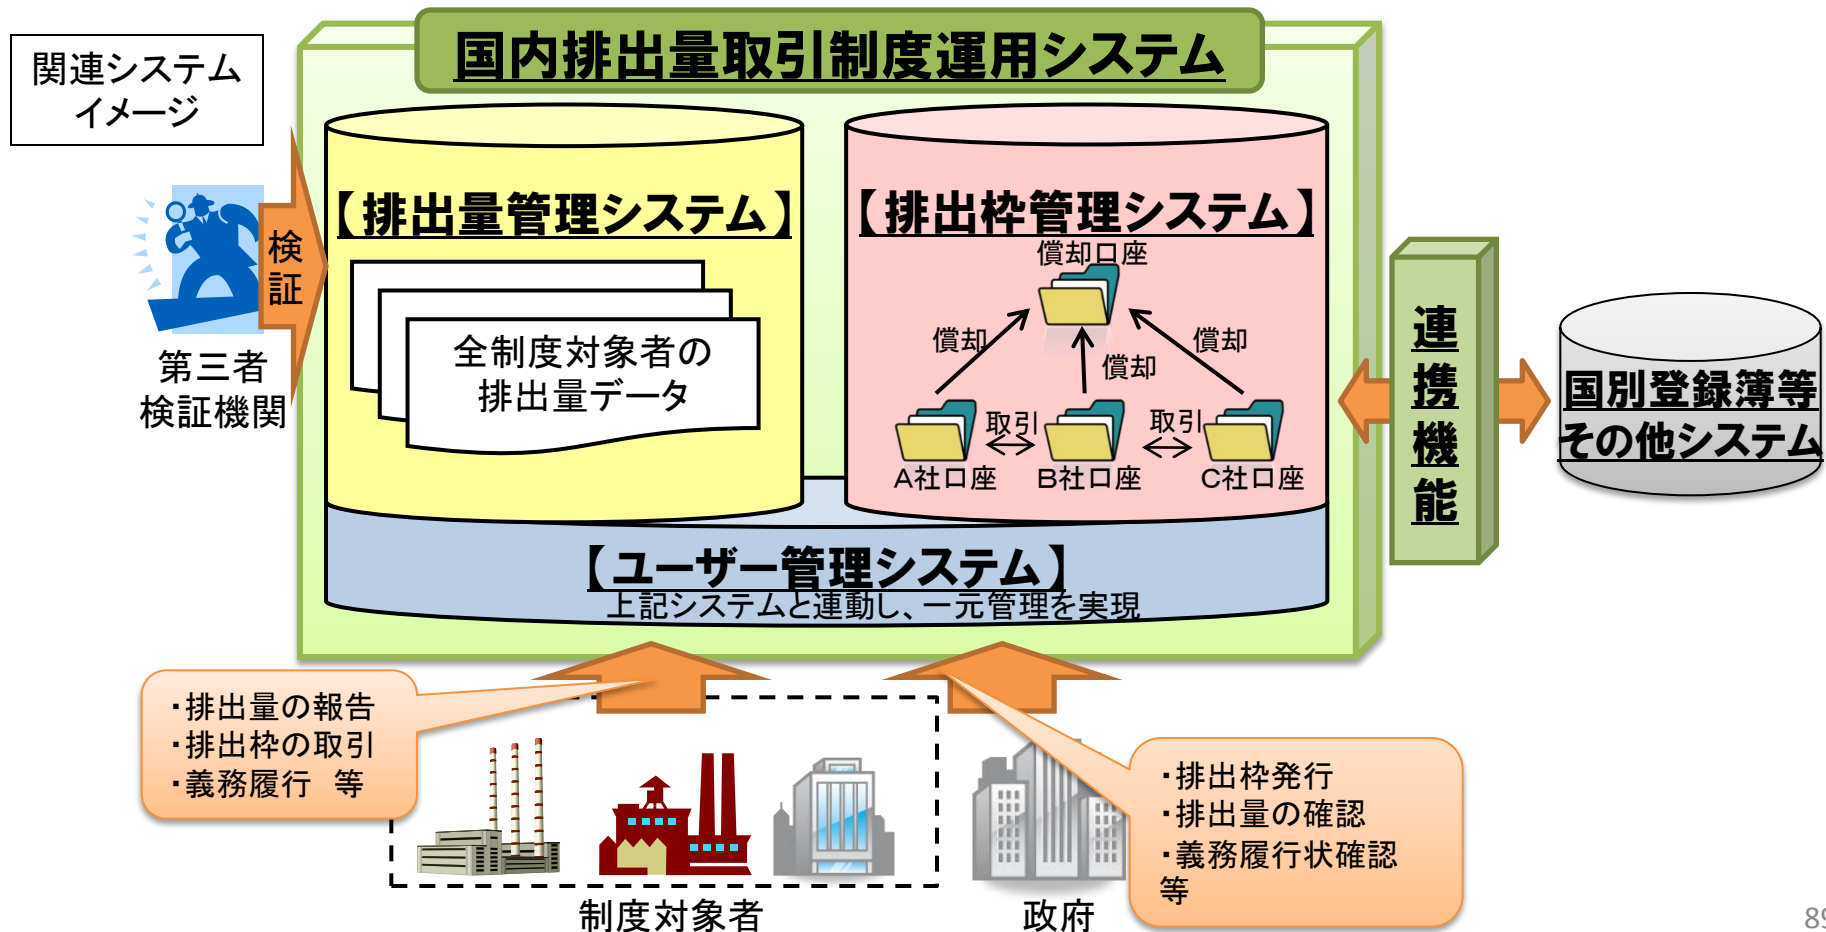 関連システム
イメージ
国内排出量取引制度運用システム
【排出量管理システム】
全制度対象者の
排出量データ
【排出枠管理システム】
償却口座
償却
償却
償却
取引
取引
A社口座
B社口座
C社口座
【ユーザー管理システム】
上記システムと連動し、一元管理を実現
検
証
第三者
検証機関
連
携
機
能
国別登録簿等
その他システム
・排出量の報告
・排出枠の取引
・義務履行　等
制度対象者
政府
・排出枠発行
・排出量の確認
・義務履行状確認
等
89